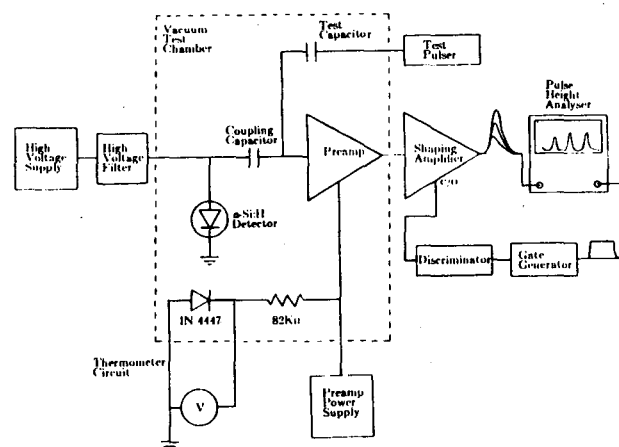 Vacuum
Test
Chamber
Test
Capacitor
Test
Pulser
Pulse
Height
Analyser
High
Voltage
Supply
High
Voltage
Filter
Coupling
Capacitor
Preamp
Shaping
Amplifier
C/O
α-Si:H
Detector
Discriminator
Gate
Generator
1N 4447
82KΩ
Thermometer
Circuit
V
Preamp
Power
Supply